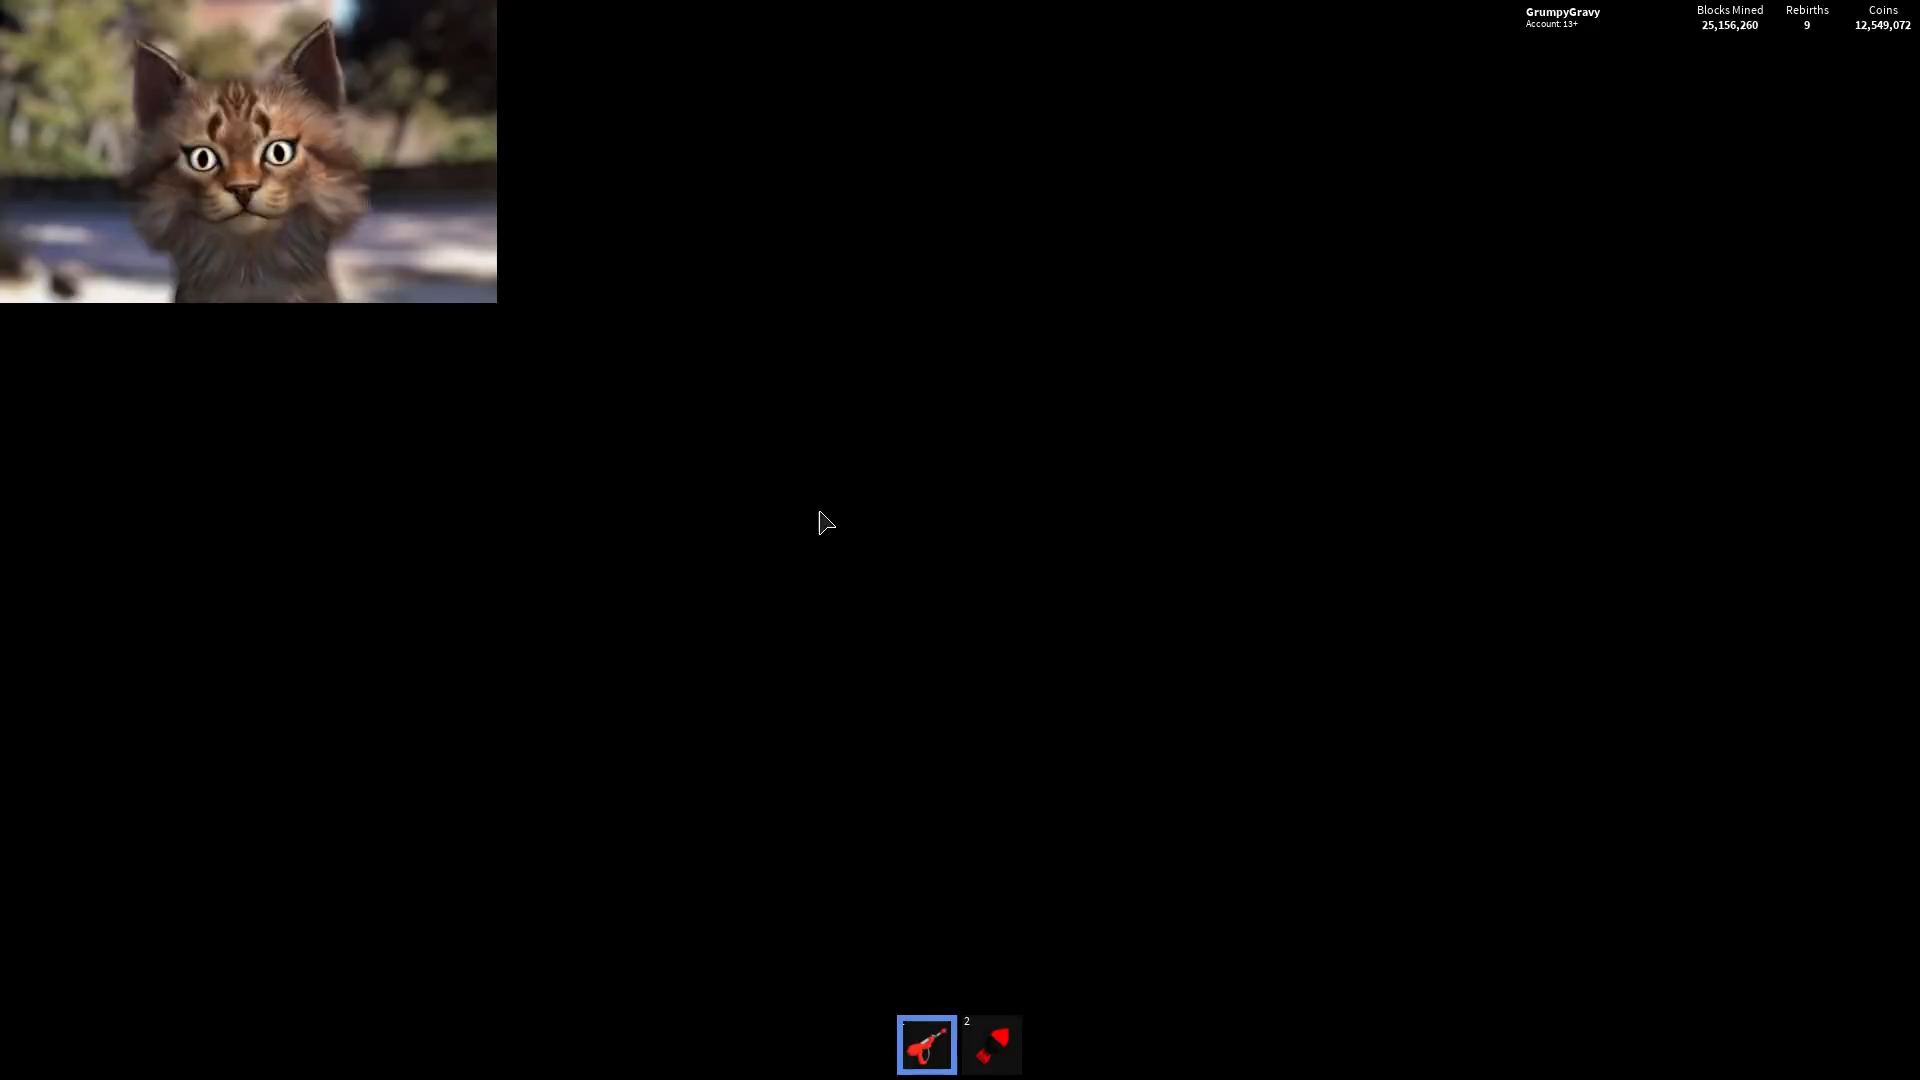 GrumpyGravy
Account: 13+
Blocks Mined Rebirths Coins
25,156,260 9 12,549,072
2